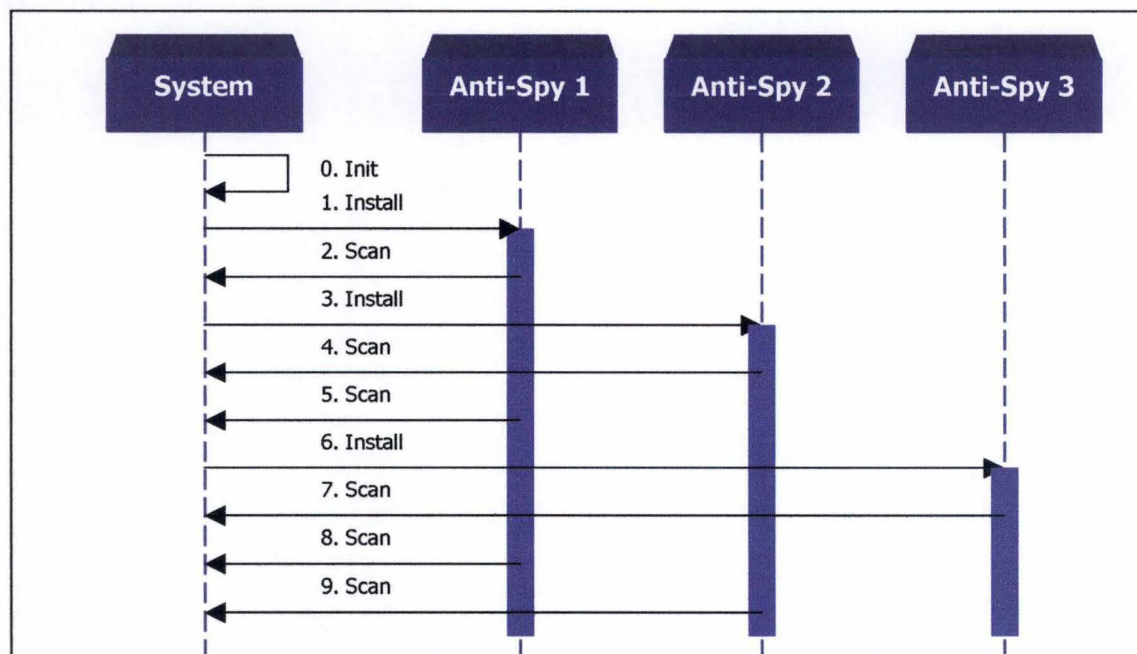 System Anti-Spy 1 Anti-Spy 2 Anti-Spy 3
0. Init
1. Install
2. Scan
3. Install
4. Scan
5. Scan
6. Install
7. Scan
8. Scan
9. Scan